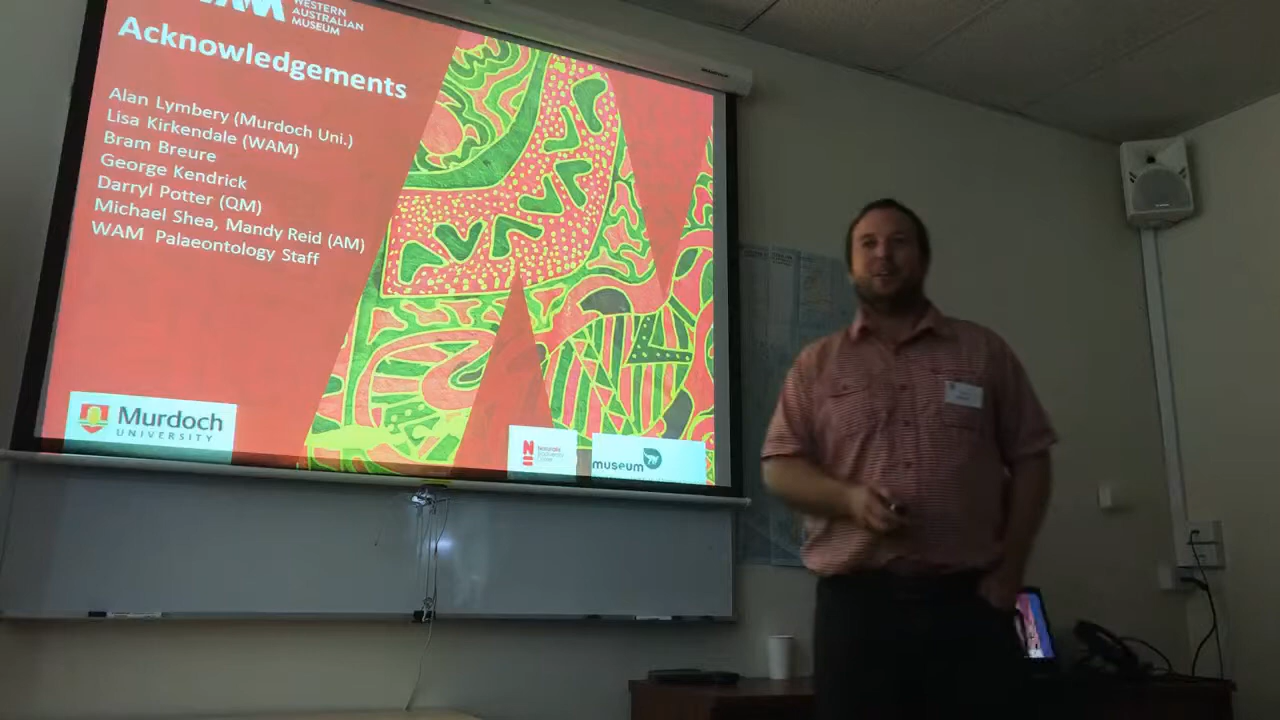 WAM
WESTERN
AUSTRALIAN
MUSEUM
Acknowledgements
Alan Lymbery (Murdoch Uni.)
Lisa Kirkendale (WAM)
Bram Breure
George Kendrick
Darryl Potter (QM)
Michael Shea, Mandy Reid (AM)
WAM Palaeontology Staff
Murdoch
UNIVERSITY
museum